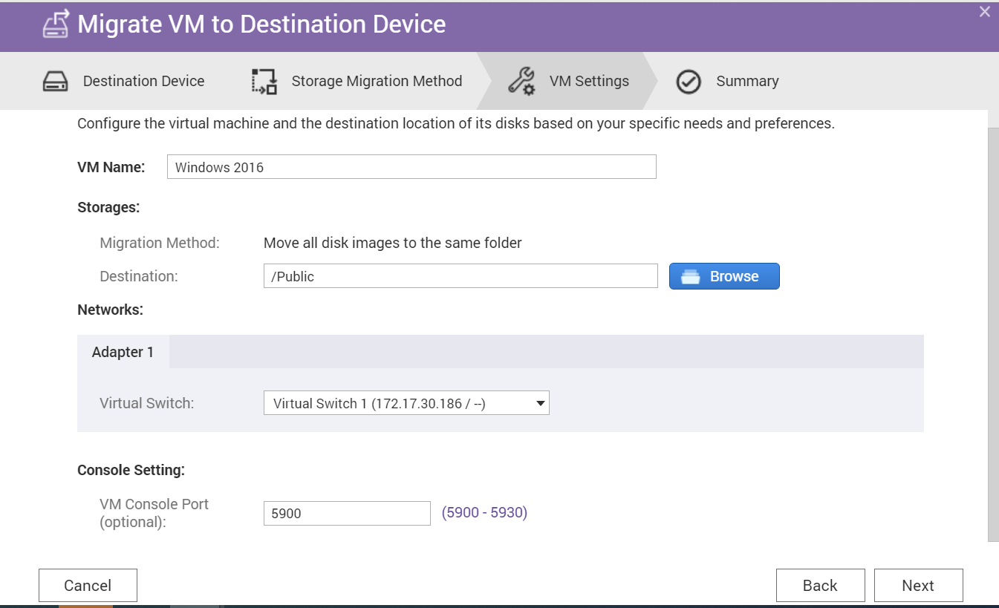 Migrate VM to Destination Device
Destination Device
Storage Migration Method
VM Settings
Summary
Configure the virtual machine and the destination location of its disks based on your specific needs and preferences.
VM Name:
Windows 2016
Storages:
Migration Method:
Move all disk images to the same folder
Destination:
/Public
Browse
Networks:
Adapter 1
Virtual Switch:
Virtual Switch 1 (172.17.30.186 / --)
Console Setting:
VM Console Port
(optional):
5900
(5900 - 5930)
Cancel
Back
Next